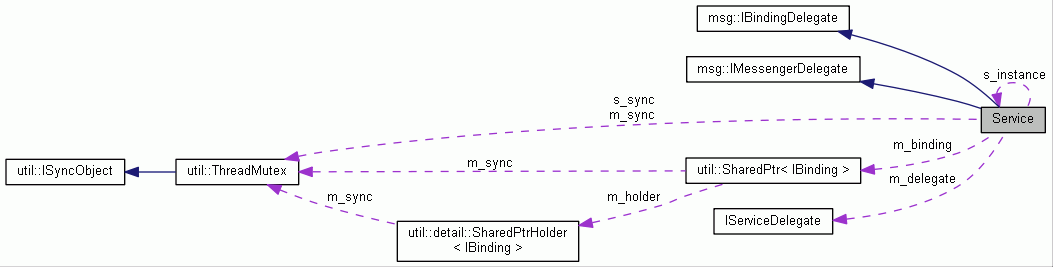 msg::IBindingDelegate
msg::IMessengerDelegate
s_instance
s_sync
m_sync
Service
m_binding
util::ISyncObject
util::ThreadMutex
m_sync
util::SharedPtr< IBinding >
m_delegate
m_sync
m_holder
IServiceDelegate
util::detail::SharedPtrHolder
< IBinding >